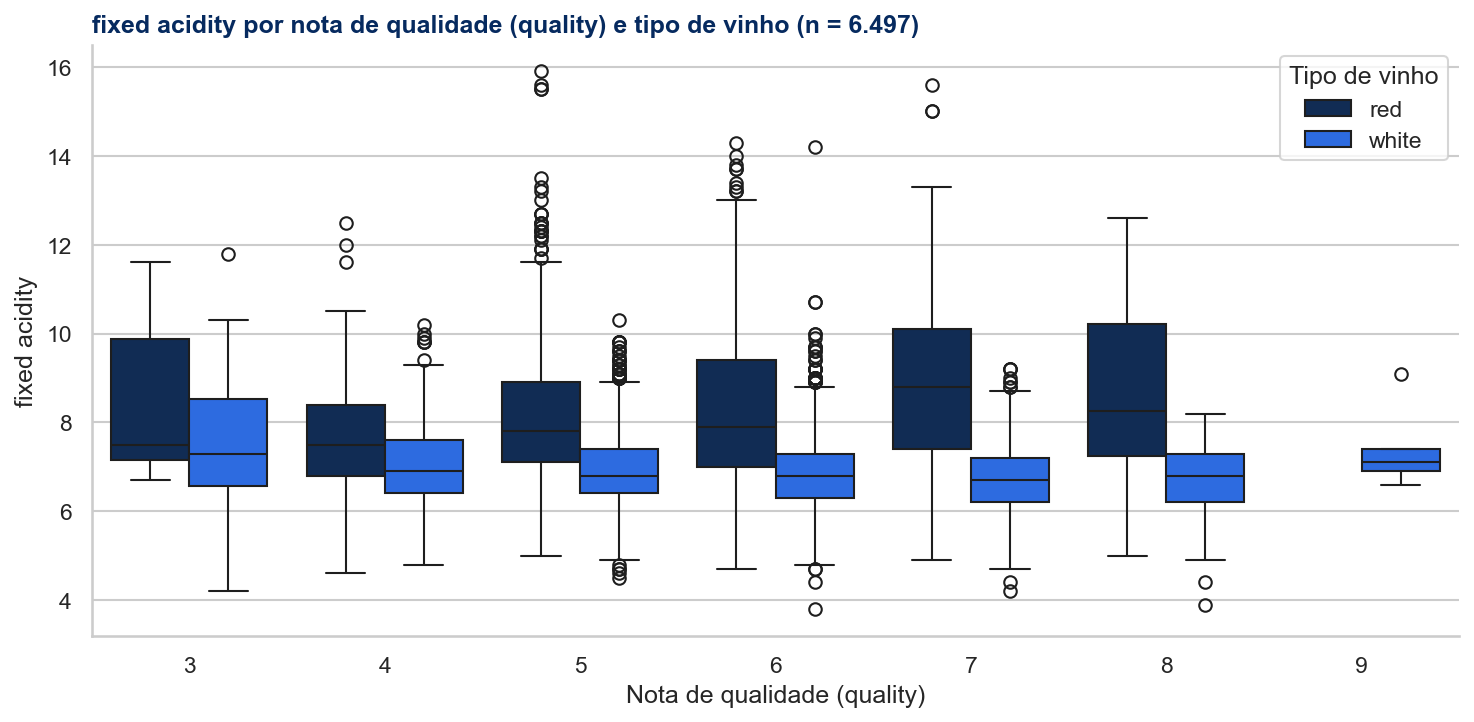 fixed acidity por nota de qualidade (quality) e tipo de vinho (n = 6.497)
Tipo de vinho
red
white
fixed acidity
16
14
12
10
8
6
4
3 4 5 6 7 8 9
Nota de qualidade (quality)